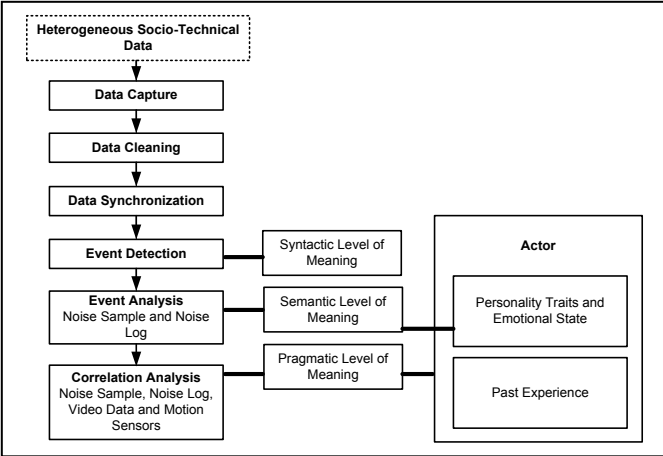 Heterogeneous Socio-Technical
Data
Data Capture
Data Cleaning
Data Synchronization
Event Detection
Syntactic Level of
Meaning
Event Analysis
Noise Sample and Noise
Log
Semantic Level of
Meaning
Correlation Analysis
Noise Sample, Noise Log,
Video Data and Motion
Sensors
Pragmatic Level of
Meaning
Actor
Personality Traits and
Emotional State
Past Experience